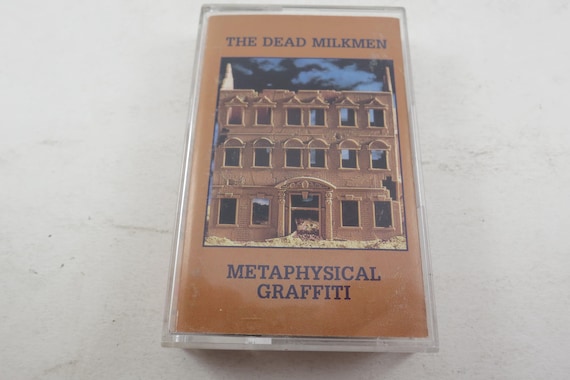 THE DEAD MILKMEN
METAPHYSICAL
GRAFFITI